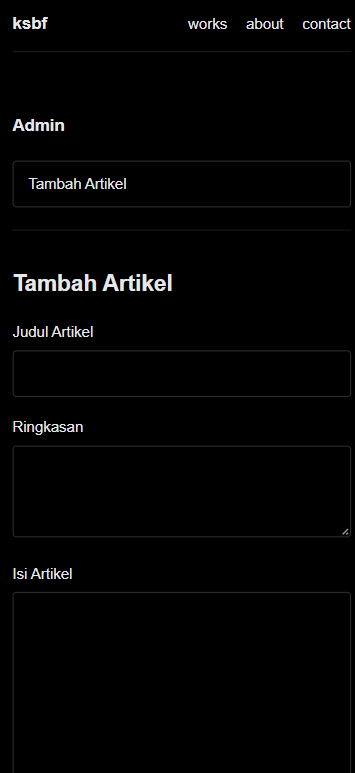 ksbf works about contact
Admin
Tambah Artikel
Tambah Artikel
Judul Artikel
Ringkasan
Isi Artikel